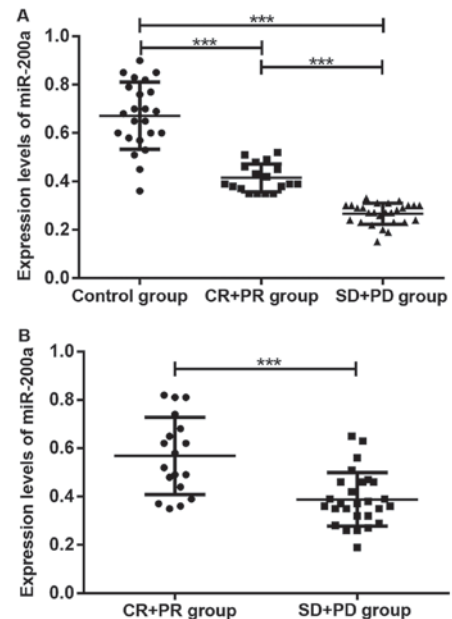 A
***
***
***
Expression levels of miR-200a
1.0
0.8
0.6
0.4
0.2
0.0
Control group CR+PR group SD+PD group
B
***
Expression levels of miR-200a
1.0
0.8
0.6
0.4
0.2
0.0
CR+PR group SD+PD group